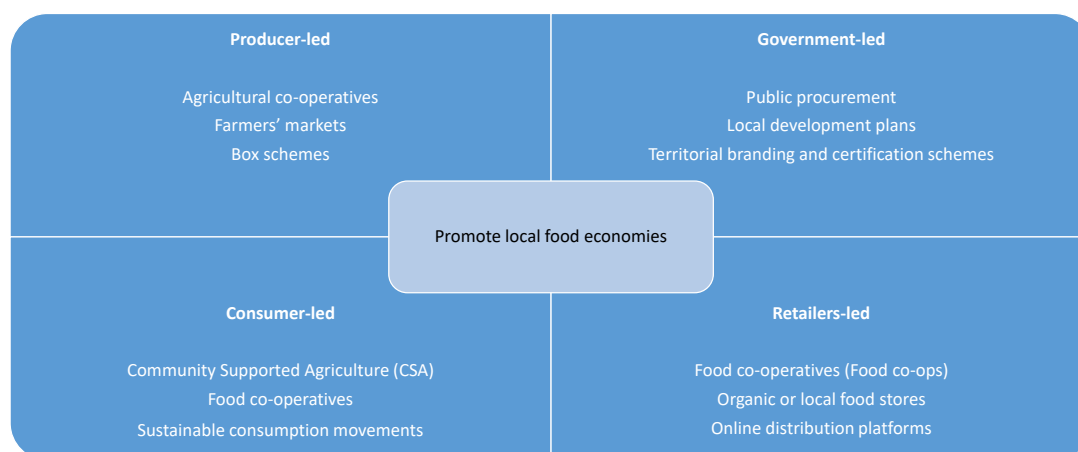 Producer-led
Agricultural co-operatives
Farmers’ markets
Box schemes
Government-led
Public procurement
Local development plans
Territorial branding and certification schemes
Promote local food economies
Consumer-led
Community Supported Agriculture (CSA)
Food co-operatives
Sustainable consumption movements
Retailers-led
Food co-operatives (Food co-ops)
Organic or local food stores
Online distribution platforms